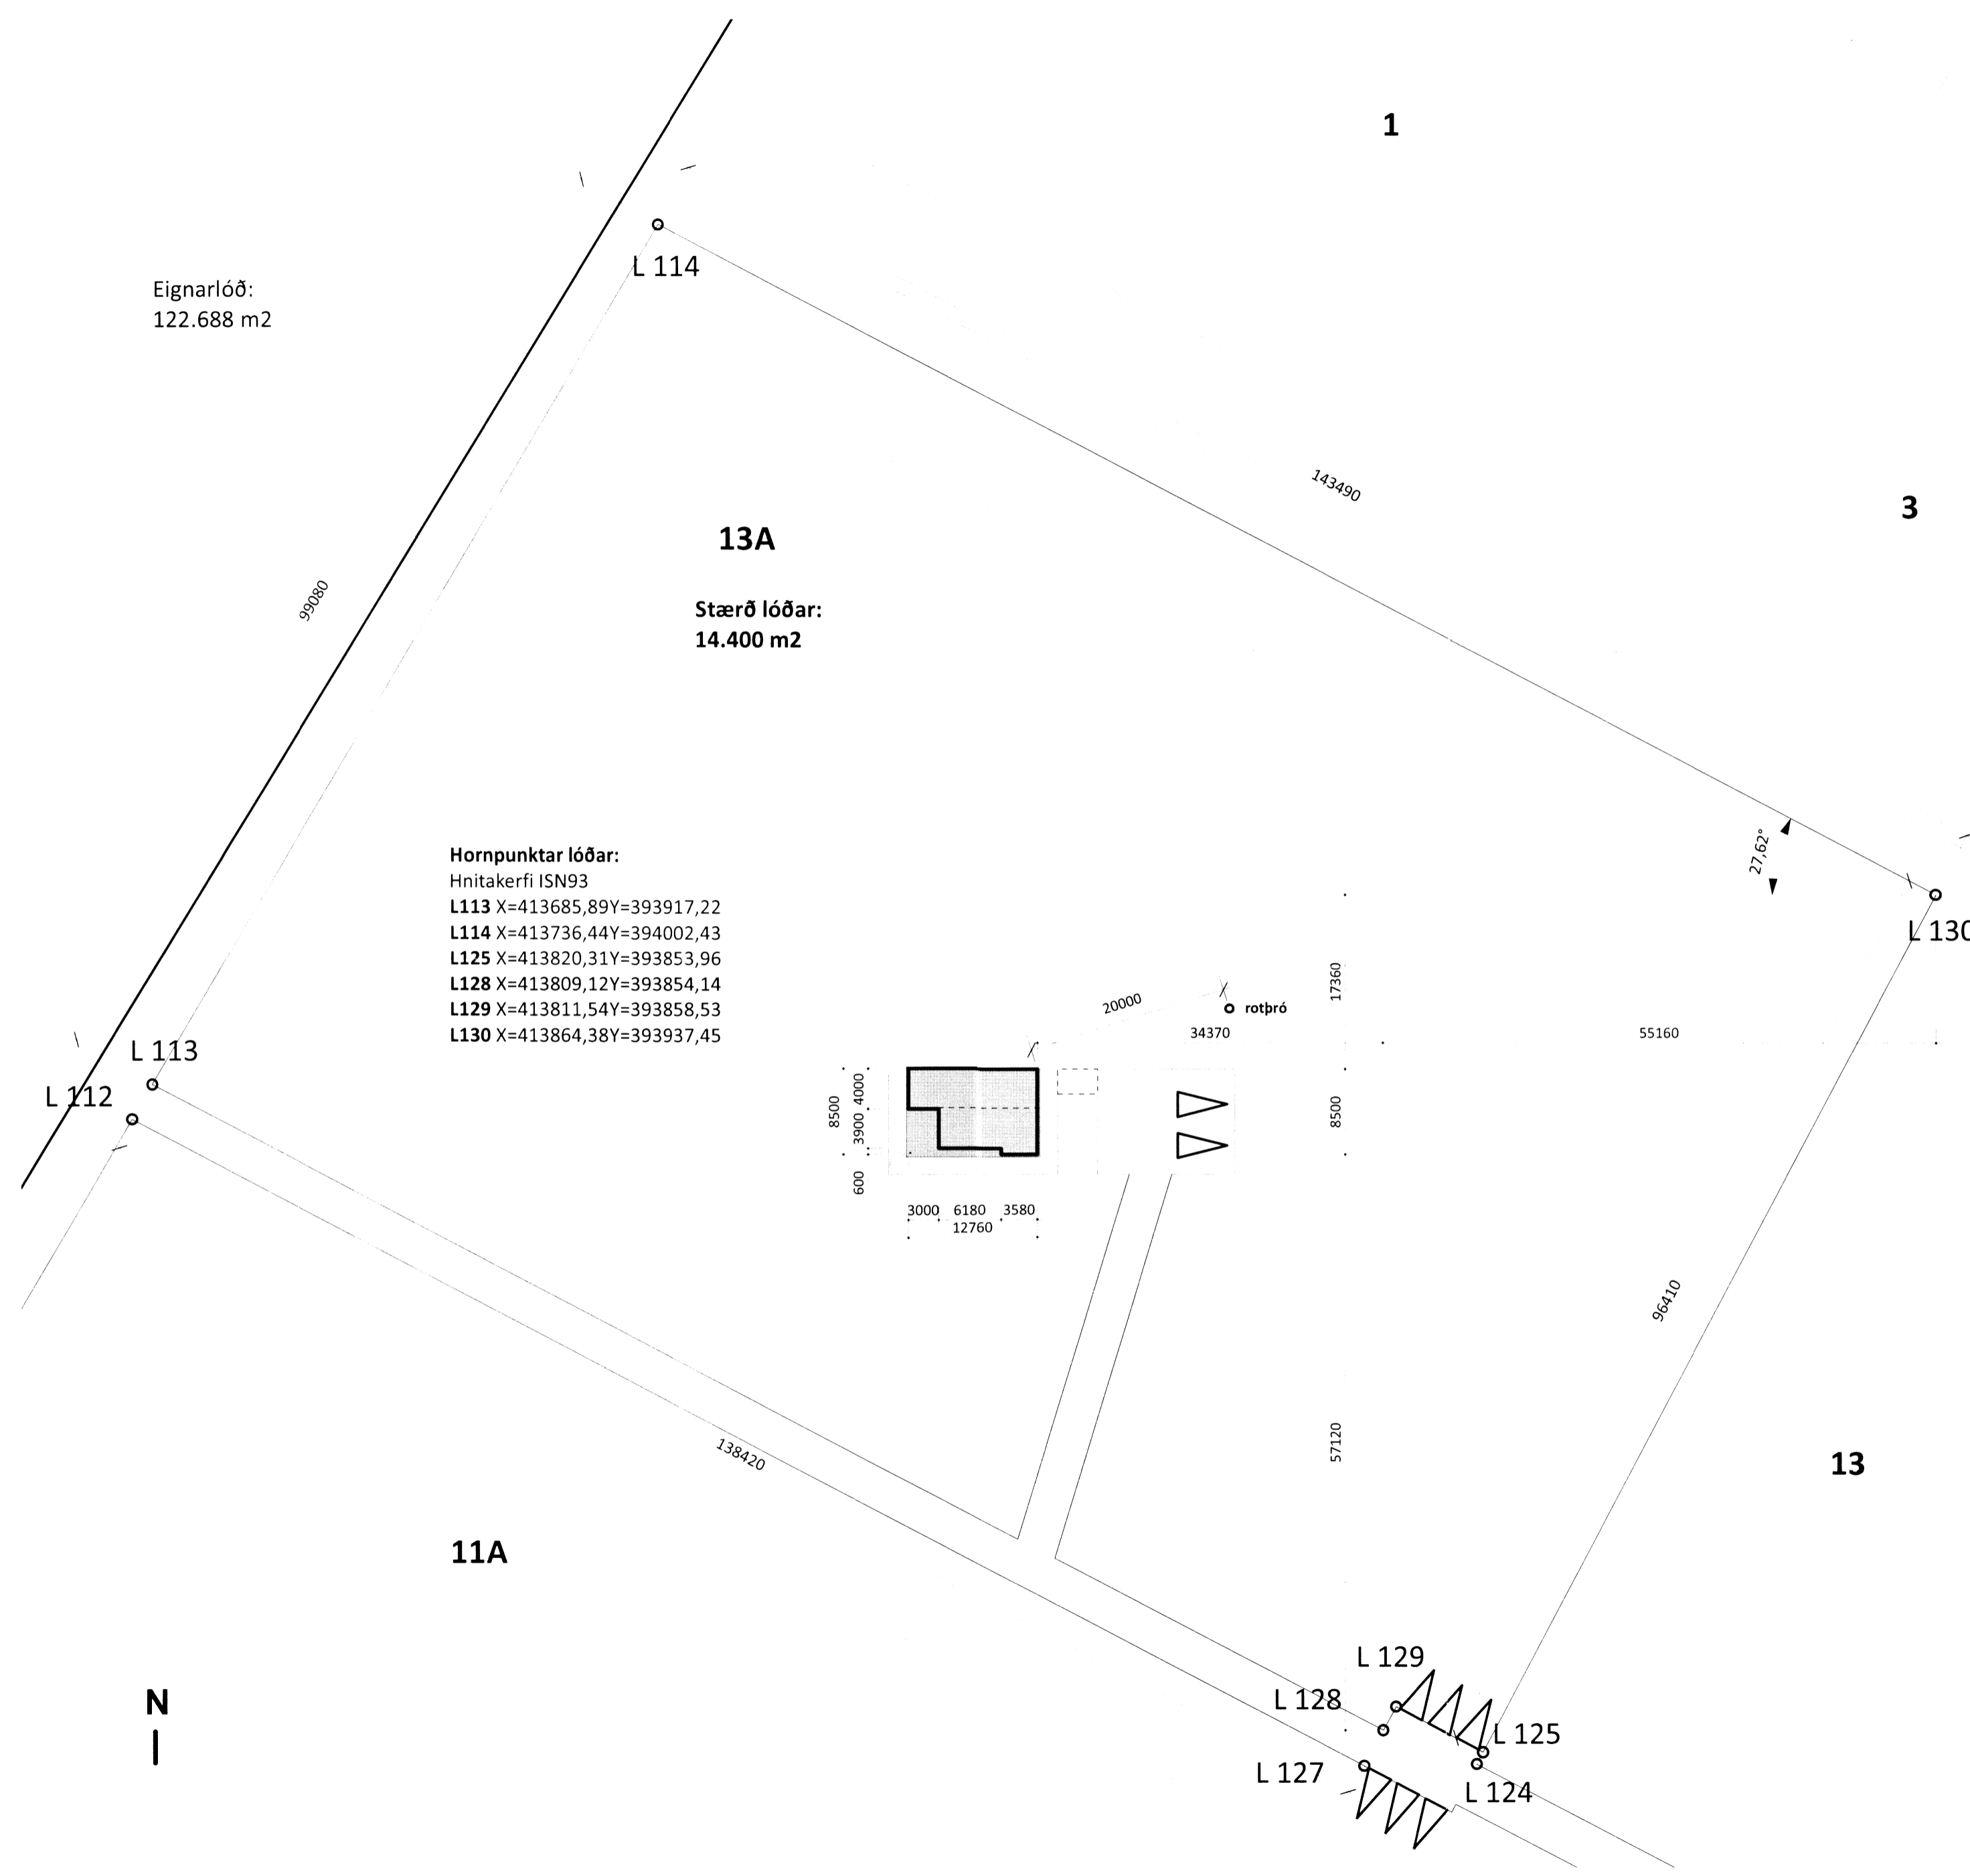 1
L 114
Eignarlóð:
122.688 m2
143490
3
13A
99080
Stærð lóðar:
14.400 m2
27,62°
Hornpunktar lóðar:
Hnitakerfi ISN93
L113 X=413685,89Y=393917,22
L114 X=413736,44Y=394002,43
L125 X=413820,31Y=393853,96
L128 X=413809,12Y=393854,14
L129 X=413811,54Y=393858,53
L130 X=413864,38Y=393937,45
L 130
17360
20000
rotþró
34370
55160
L 113
L 112
8500
4000
3900
600
8500
3000 6180 3580
12760
96410
57120
138420
13
11A
L 129
L 128
N
L 125
L 127
L 124